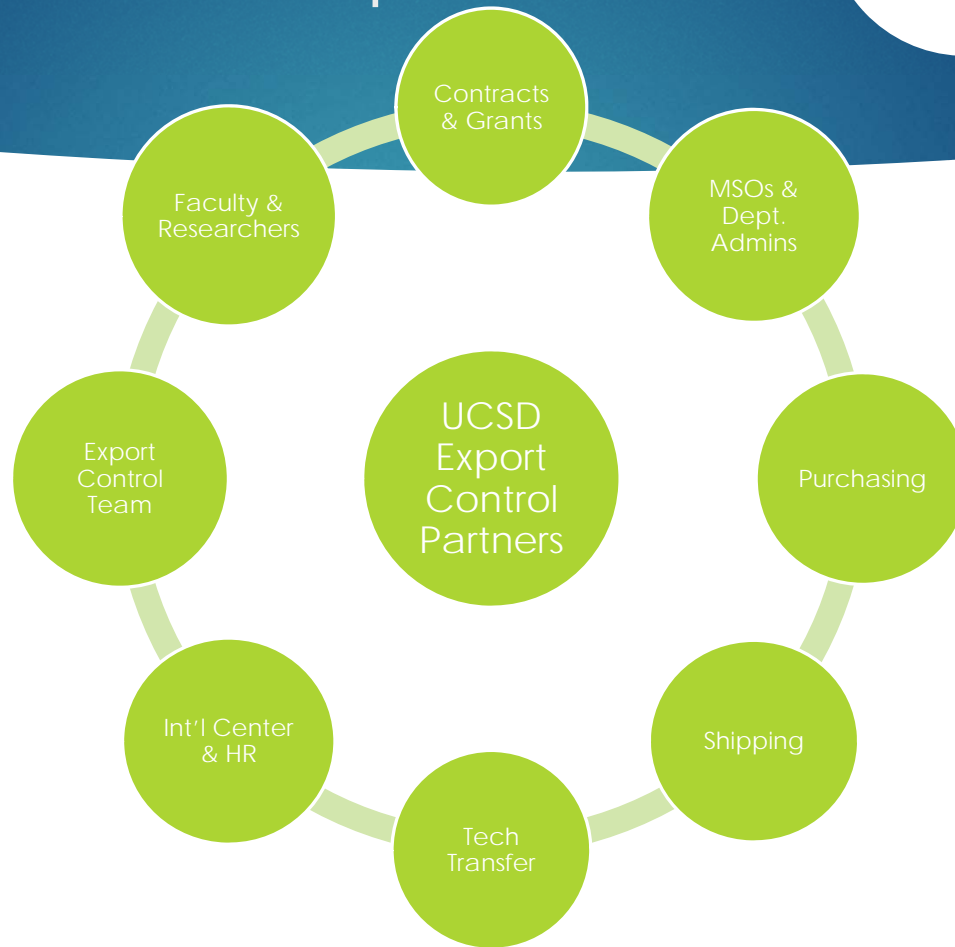 Contracts
& Grants
MSOs &
Dept.
Admins
Purchasing
Shipping
Tech
Transfer
Int'l Center
& HR
Export
Control
Team
Faculty &
Researchers
UCSD
Export
Control
Partners